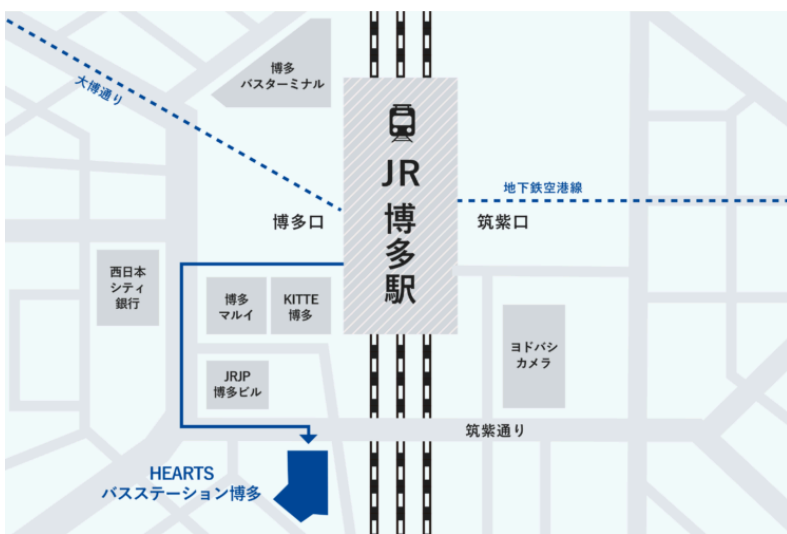 博多
バスターミナル
大博通り
JR
博多駅
地下鉄空港線
博多口
筑紫口
西日本
シティ
銀行
博多
マルイ
KITTE
博多
ヨドバシ
カメラ
JRJP
博多ビル
筑紫通り
HEARTS
バスステーション博多